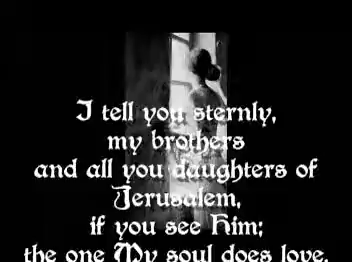 I tell you sternly,
my brothers
and all you daughters of
Jerusalem,
if you see Him;
the one My soul does love,